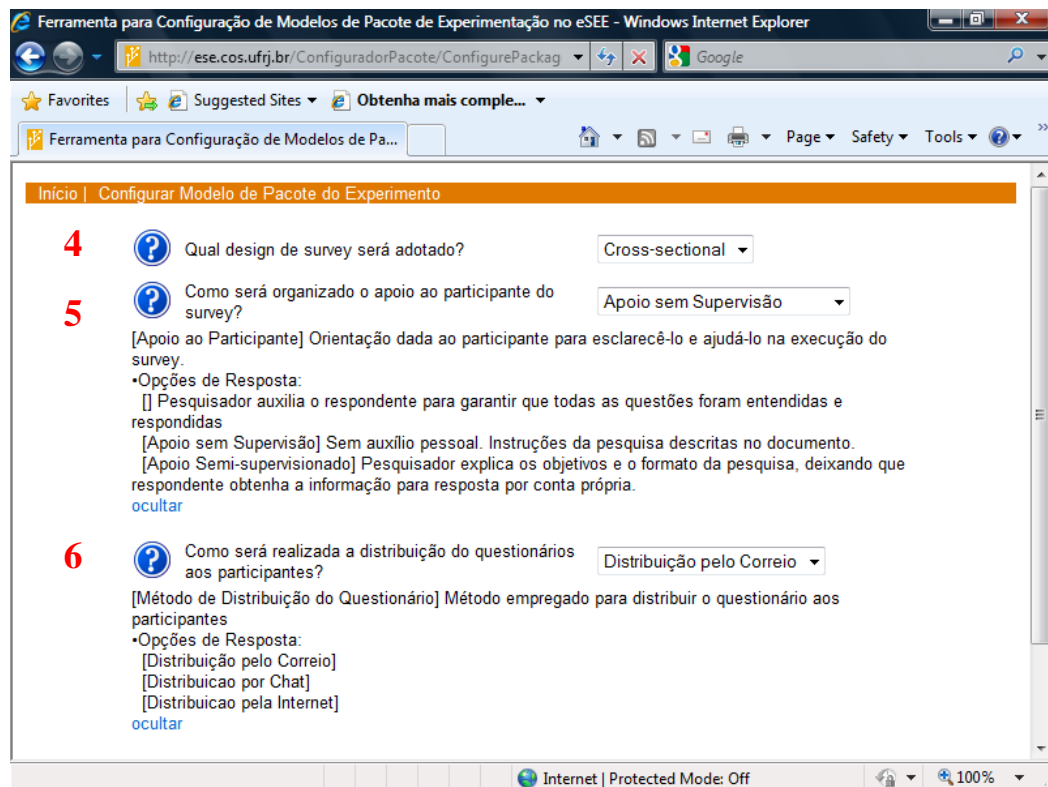 Ferramenta para Configuração de Modelos de Pacote de Experimentação no eSEE - Windows Internet Explorer
http://ese.cos.ufrj.br/ConfiguradorPacote/ConfigurePackag
Google
Favorites
Suggested Sites
Obtenha mais comple...
Ferramenta para Configuração de Modelos de Pa...
Page
Safety
Tools
Início | Configurar Modelo de Pacote do Experimento
4
Qual design de survey será adotado?
Cross-sectional
5
Como será organizado o apoio ao participante do
survey?
Apoio sem Supervisão
[Apoio ao Participante] Orientação dada ao participante para esclarecê-lo e ajudá-lo na execução do
survey.
•Opções de Resposta:
[] Pesquisador auxilia o respondente para garantir que todas as questões foram entendidas e
respondidas
[Apoio sem Supervisão] Sem auxílio pessoal. Instruções da pesquisa descritas no documento.
[Apoio Semi-supervisionado] Pesquisador explica os objetivos e o formato da pesquisa, deixando que
respondente obtenha a informação para resposta por conta própria.
ocultar
6
Como será realizada a distribuição do questionários
aos participantes?
Distribuição pelo Correio
[Método de Distribuição do Questionário] Método empregado para distribuir o questionário aos
participantes
•Opções de Resposta:
[Distribuição pelo Correio]
[Distribuicao por Chat]
[Distribuicao pela Internet]
ocultar
Internet | Protected Mode: Off
100%